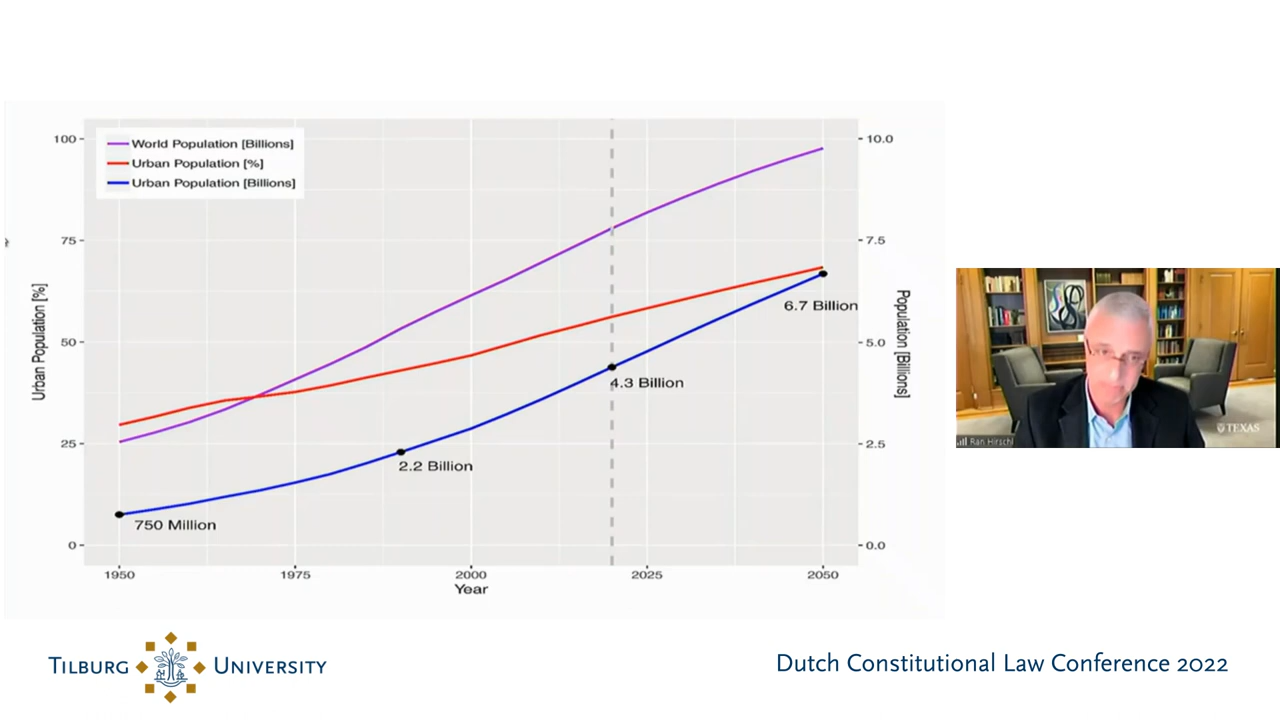 World Population [Billions]
Urban Population [%]
Urban Population [Billions]
100
75
50
25
0
Urban Population [%]
10.0
7.5
5.0
2.5
0.0
Population [Billions]
750 Million
2.2 Billion
4.3 Billion
6.7 Billion
1950
1975
2000
2025
2050
Year
Ran Hirschl
TEXAS
TILBURG UNIVERSITY
Dutch Constitutional Law Conference 2022